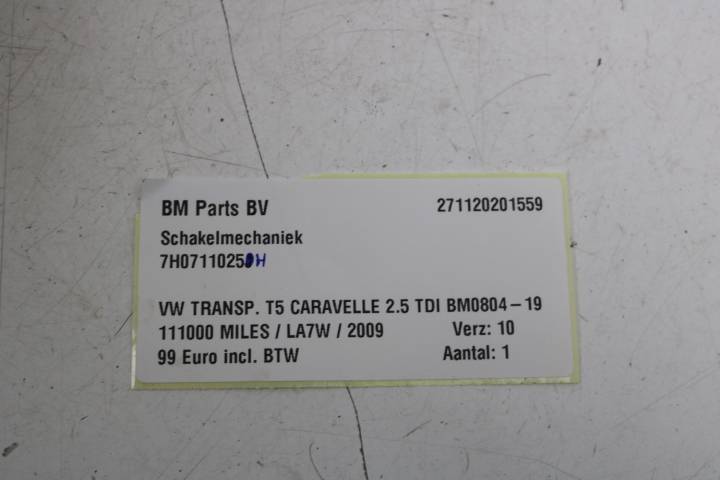 BM Parts BV 271120201559
Schakelmechaniek
7H0711025H
VW TRANSP. T5 CARAVELLE 2.5 TDI BM0804-19
111000 MILES / LA7W / 2009 Verz: 10
99 Euro incl. BTW Aantal: 1